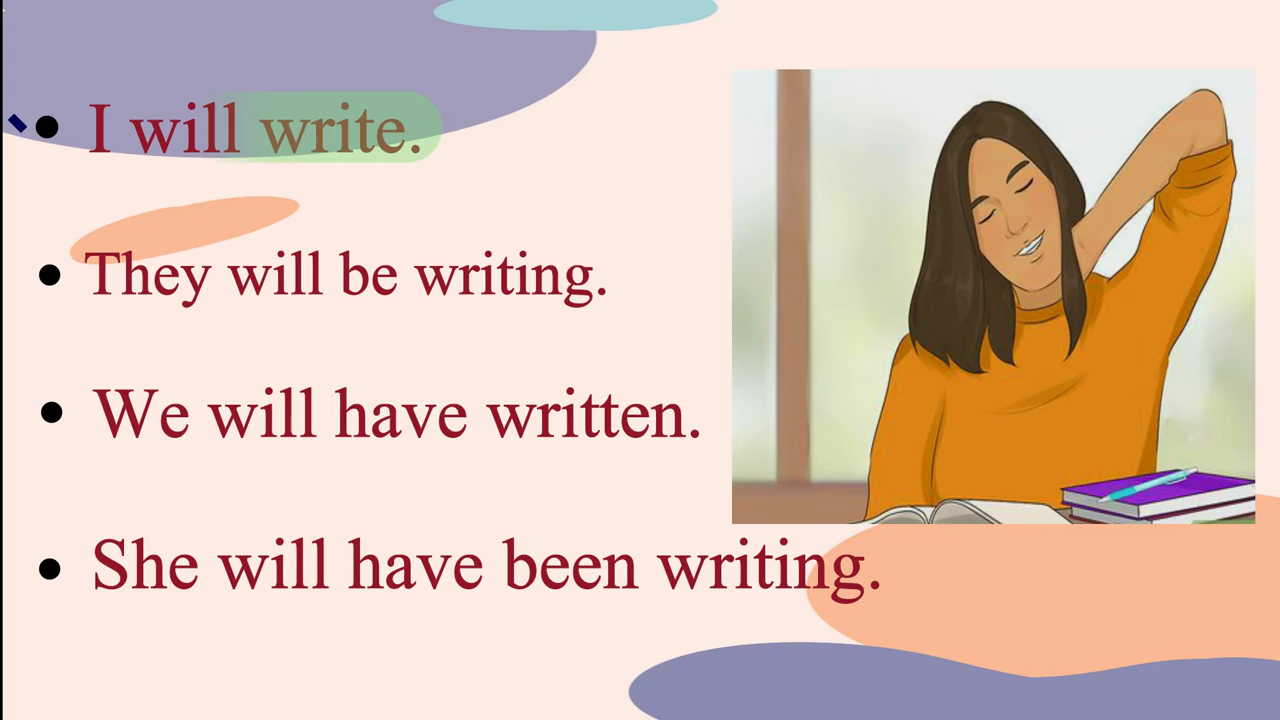 • I will write.
• They will be writing.
• We will have written.
• She will have been writing.